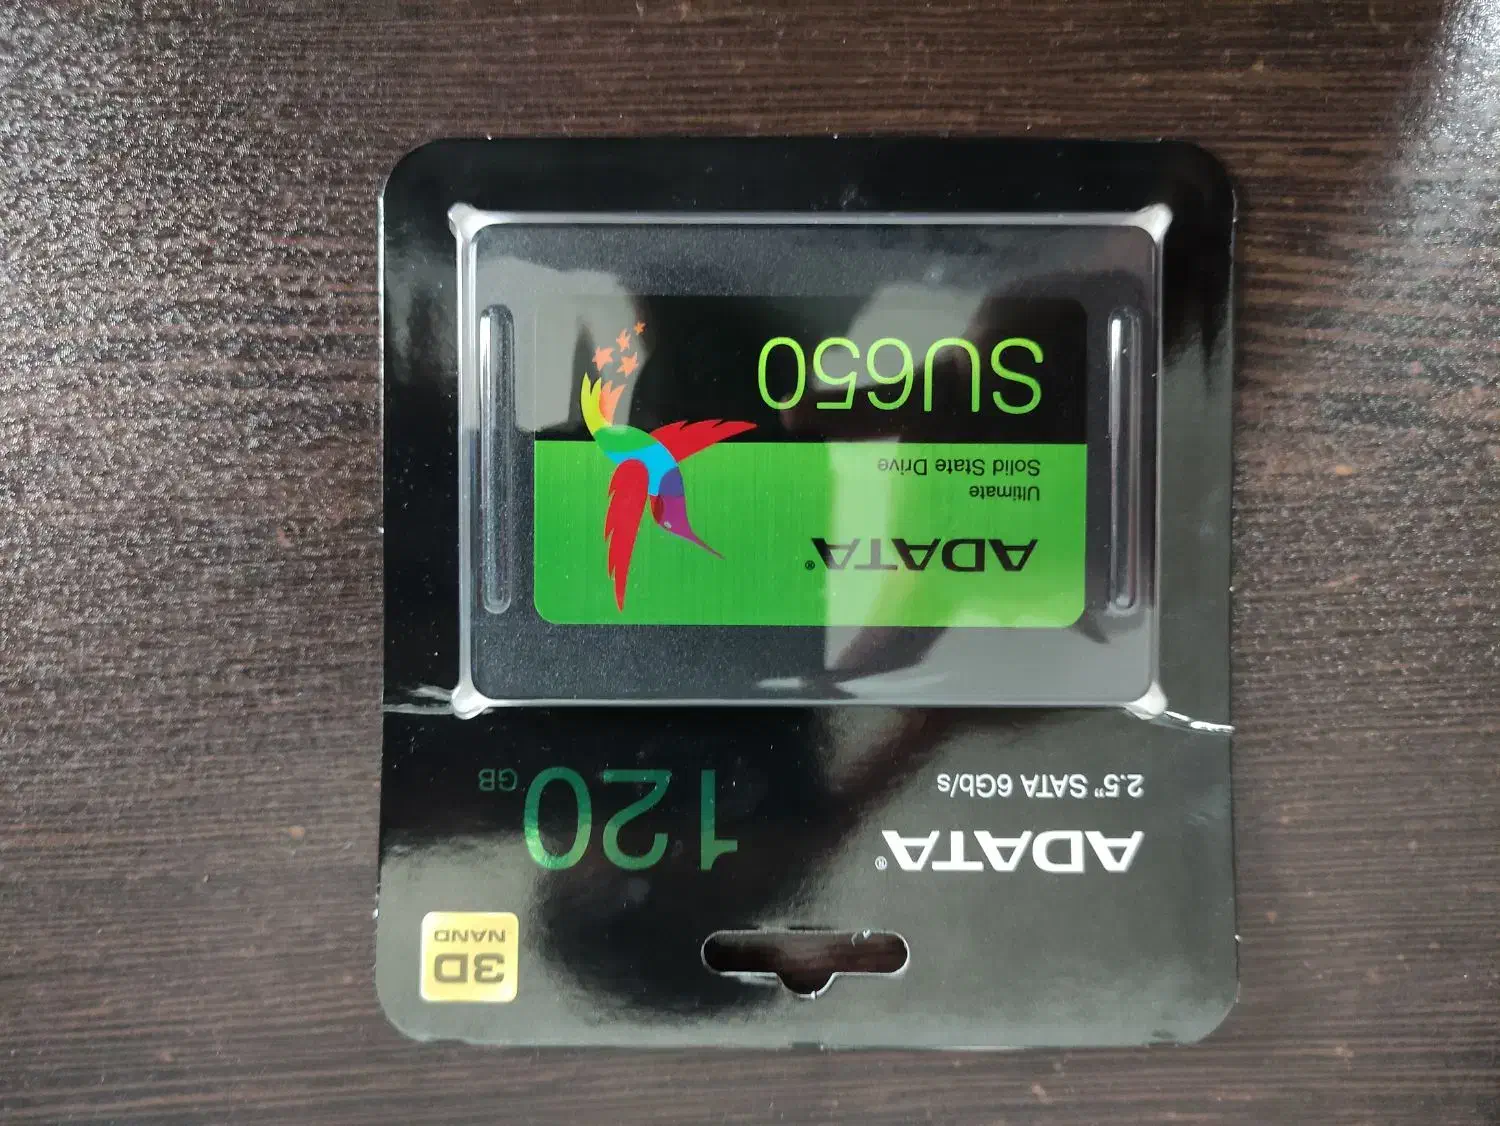 3D
NAND
ADATA®
2.5" SATA 6Gb/s
120 GB
ADATA®
Ultimate
Solid State Drive
SU650